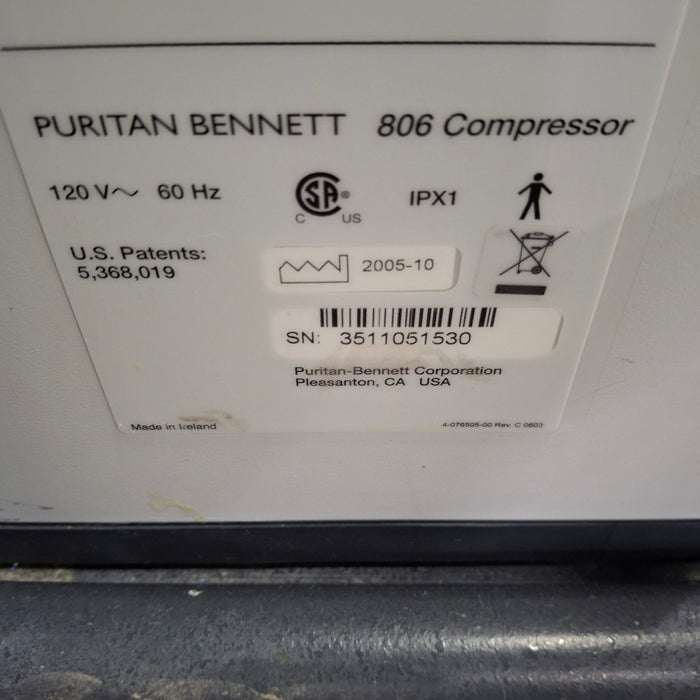 PURITAN BENNETT 806 Compressor
120 V~ 60 Hz
SA
C US
IPX1
U.S. Patents:
5,368,019
2005-10
SN: 3511051530
Puritan-Bennett Corporation
Pleasanton, CA USA
Made in Ireland
4-076505-00 Rev. C 0603